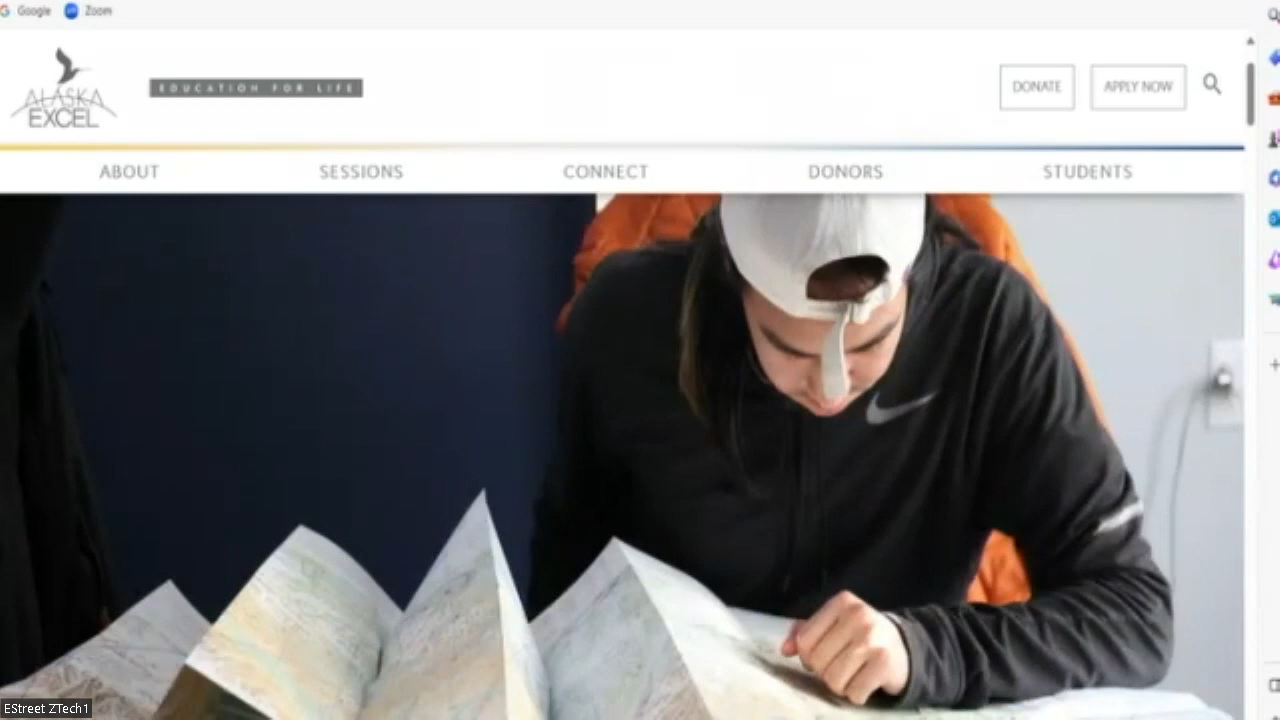 Google Zoom
ALASKA
EXCEL
EDUCATION FOR LIFE
DONATE APPLY NOW
ABOUT SESSIONS CONNECT DONORS STUDENTS
EStreet ZTech1